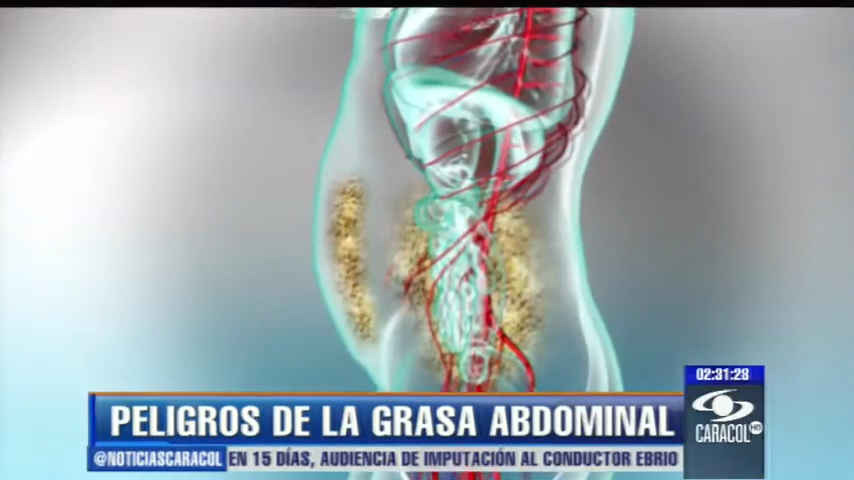 02:31:28
PELIGROS DE LA GRASA ABDOMINAL
CARACOL HD
@NOTICIASCARACOL EN 15 DÍAS, AUDIENCIA DE IMPUTACIÓN AL CONDUCTOR EBRIO